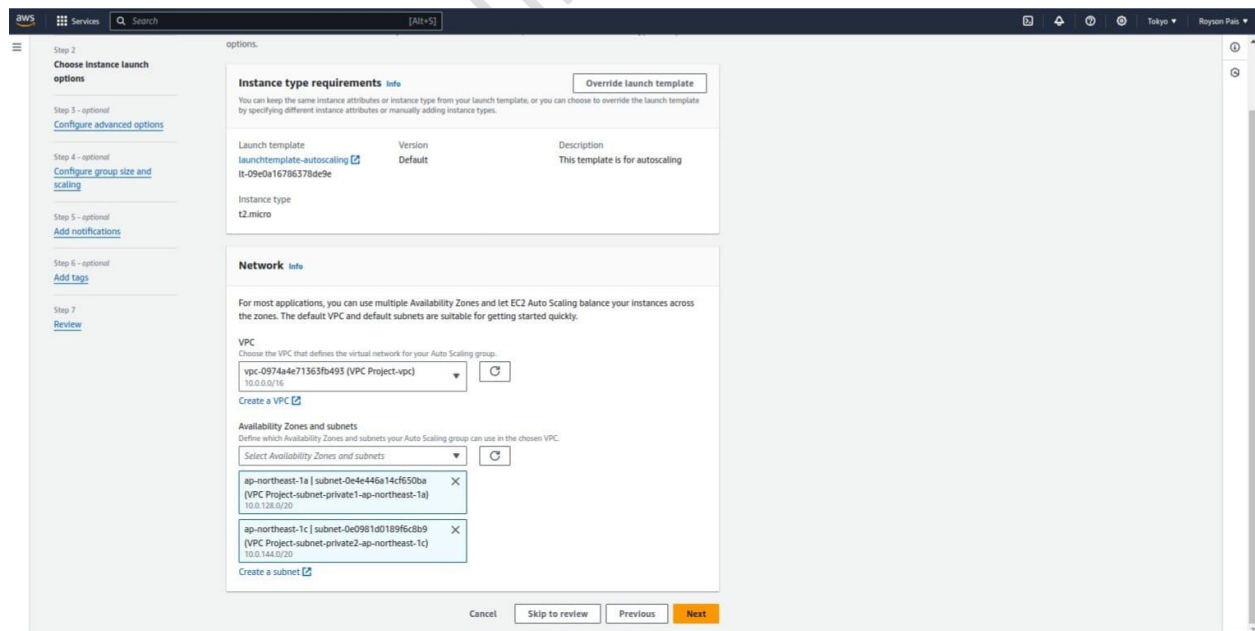 aws
Services
Search
[Alt+S]
Tokyo
Royson Pais
Step 2
Choose instance launch
options
Step 3 - optional
Configure advanced options
Step 4 - optional
Configure group size and
scaling
Step 5 - optional
Add notifications
Step 6 - optional
Add tags
Step 7
Review
options.
Instance type requirements Info
Override launch template
You can keep the same instance attributes or instance type from your launch template, or you can choose to override the launch template
by specifying different instance attributes or manually adding instance types.
Launch template
Version
Description
launchtemplate-autoscaling
Default
This template is for autoscaling
lt-09e0a16786378de9e
Instance type
t2.micro
Network Info
For most applications, you can use multiple Availability Zones and let EC2 Auto Scaling balance your instances across
the zones. The default VPC and default subnets are suitable for getting started quickly.
VPC
Choose the VPC that defines the virtual network for your Auto Scaling group.
vpc-0974a4e71363fb493 (VPC Project-vpc)
10.0.0.0/16
Create a VPC
Availability Zones and subnets
Define which Availability Zones and subnets your Auto Scaling group can use in the chosen VPC.
Select Availability Zones and subnets
ap-northeast-1a | subnet-0e4e446a14cf650ba
(VPC Project-subnet-private1-ap-northeast-1a)
10.0.128.0/20
ap-northeast-1c | subnet-0e0981d0189f6c8b9
(VPC Project-subnet-private2-ap-northeast-1c)
10.0.144.0/20
Create a subnet
Cancel
Skip to review
Previous
Next